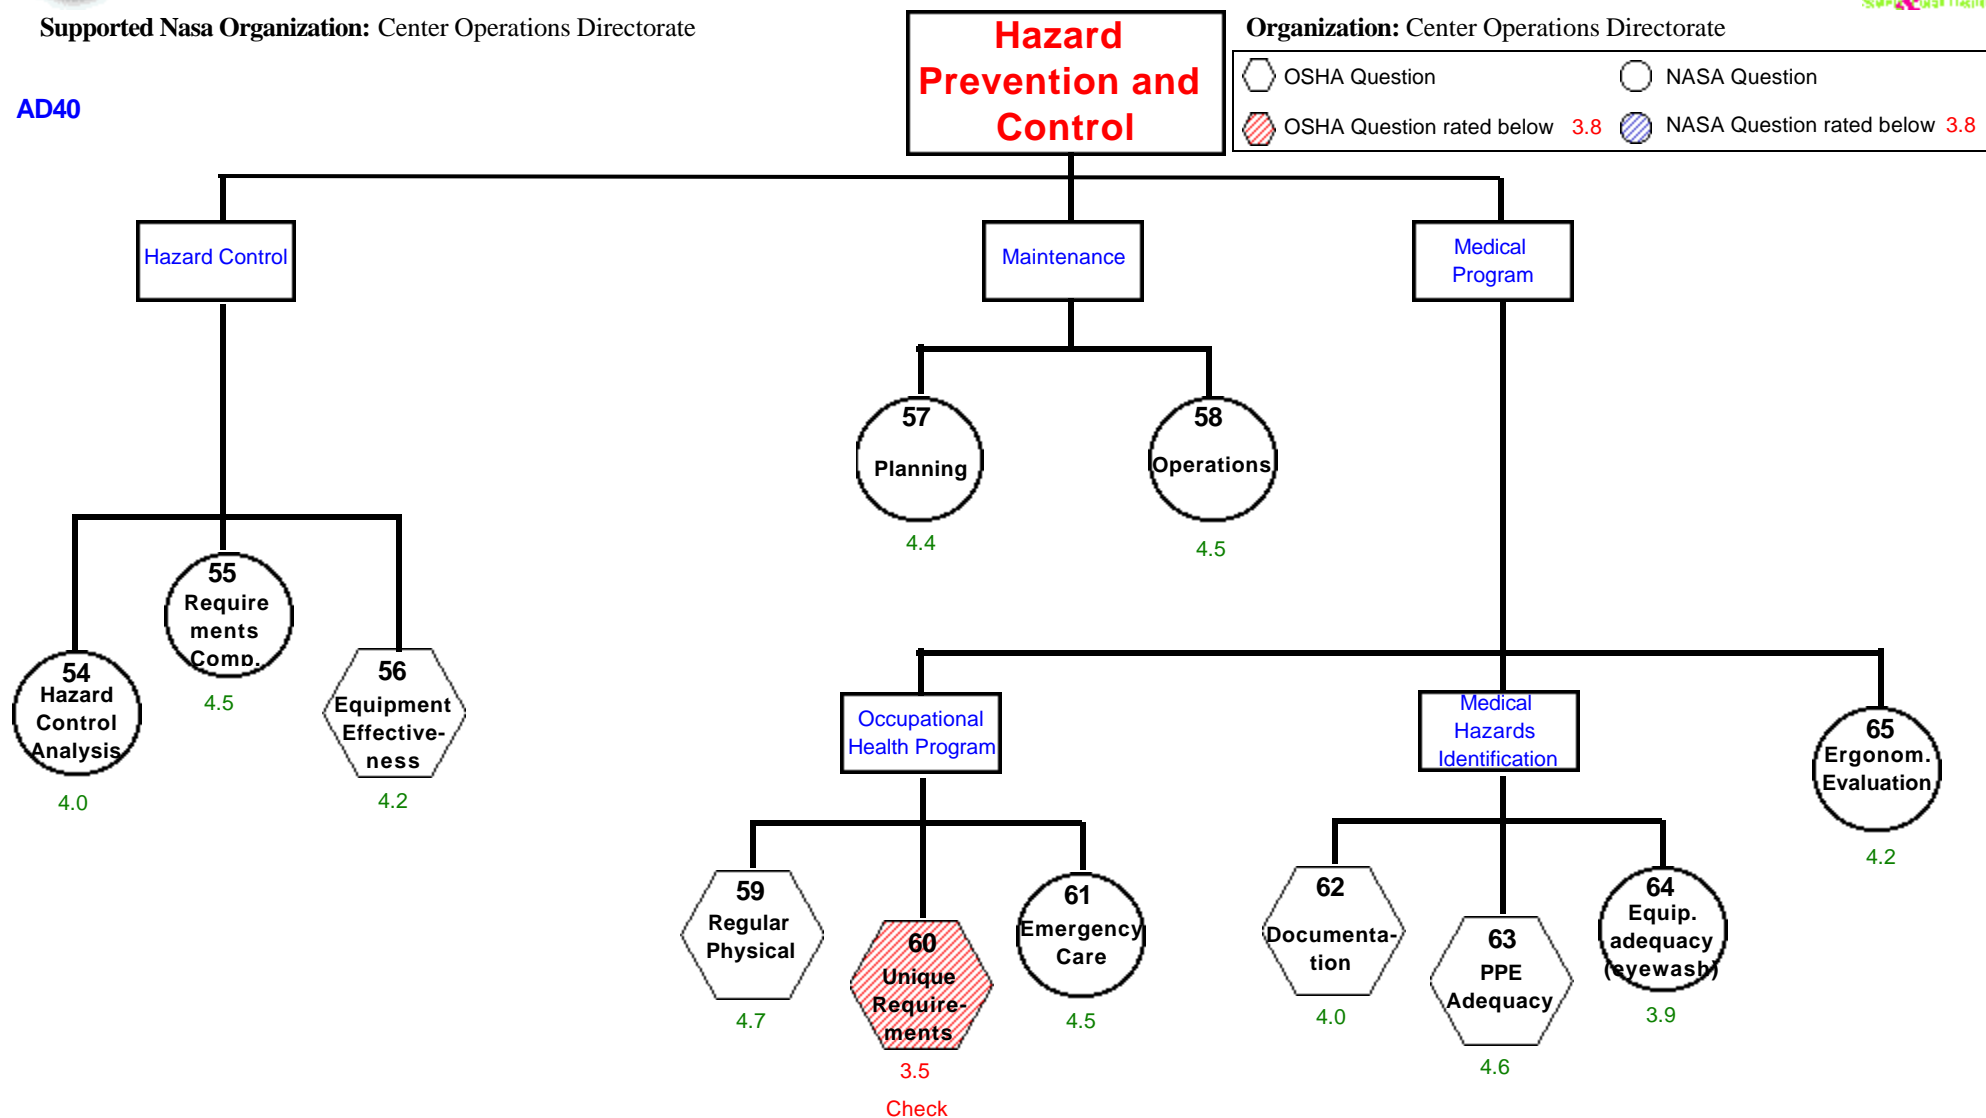 Supported Nasa Organization: Center Operations Directorate
Organization: Center Operations Directorate
Hazard
Prevention and
Control
OSHA Question
NASA Question
OSHA Question rated below 3.8
NASA Question rated below 3.8
AD40
Hazard Control
Maintenance
Medical
Program
57
Planning
4.4
58
Operations
4.5
54
Hazard
Control
Analysis
4.0
55
Require
ments
Comp.
4.5
56
Equipment
Effective-
ness
4.2
Occupational
Health Program
Medical
Hazards
Identification
65
Ergonom.
Evaluation
4.2
59
Regular
Physical
4.7
60
Unique
Require-
ments
3.5
Check
61
Emergency
Care
4.5
62
Documenta-
tion
4.0
63
PPE
Adequacy
4.6
64
Equip.
adequacy
(eyewash)
3.9